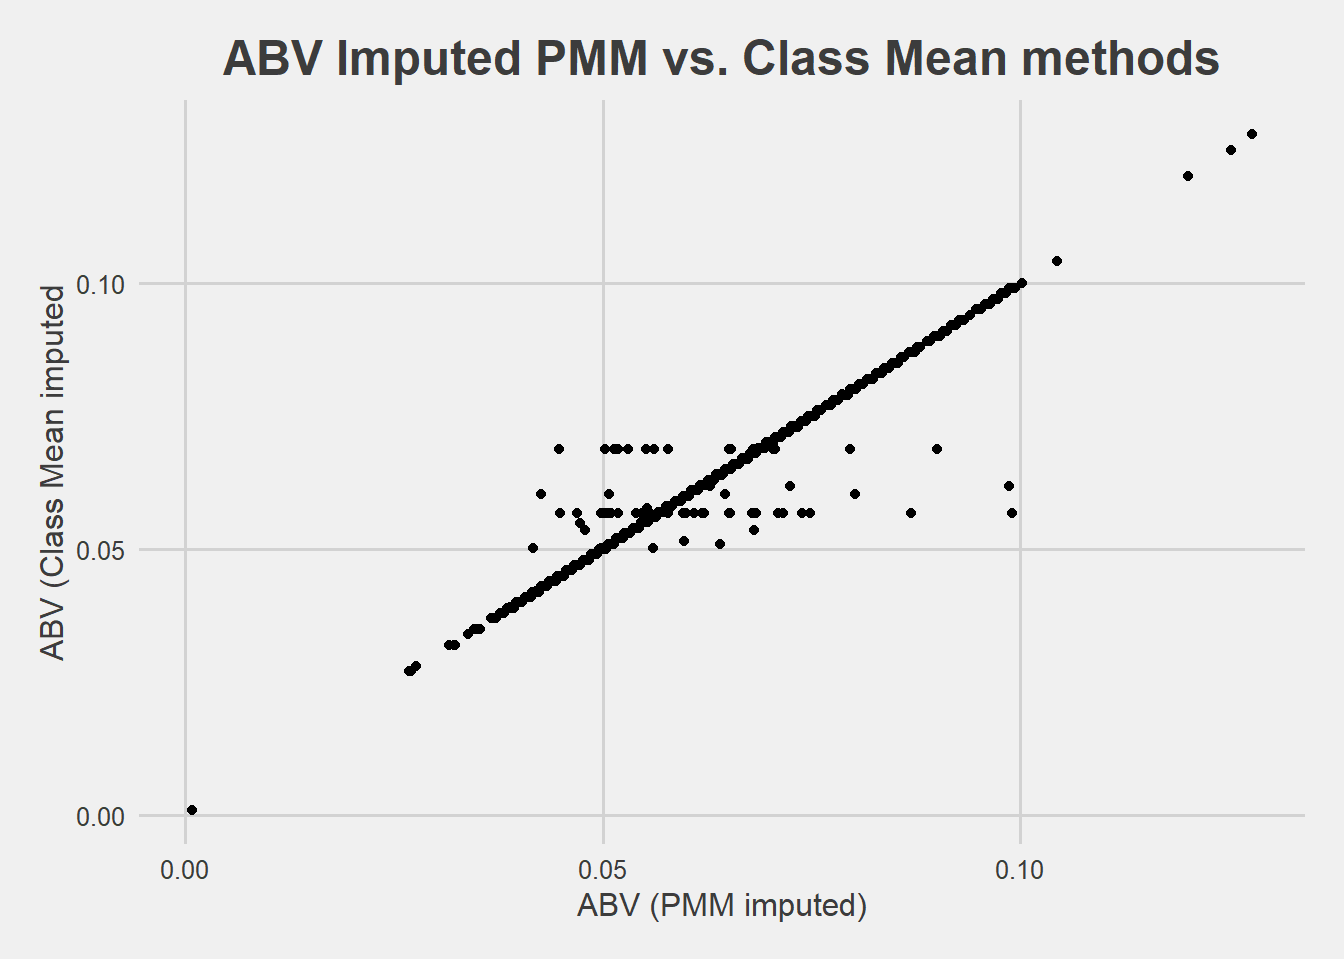 ABV Imputed PMM vs. Class Mean methods
ABV (Class Mean imputed
0.10
0.05
0.00
0.00 0.05 0.10
ABV (PMM imputed)